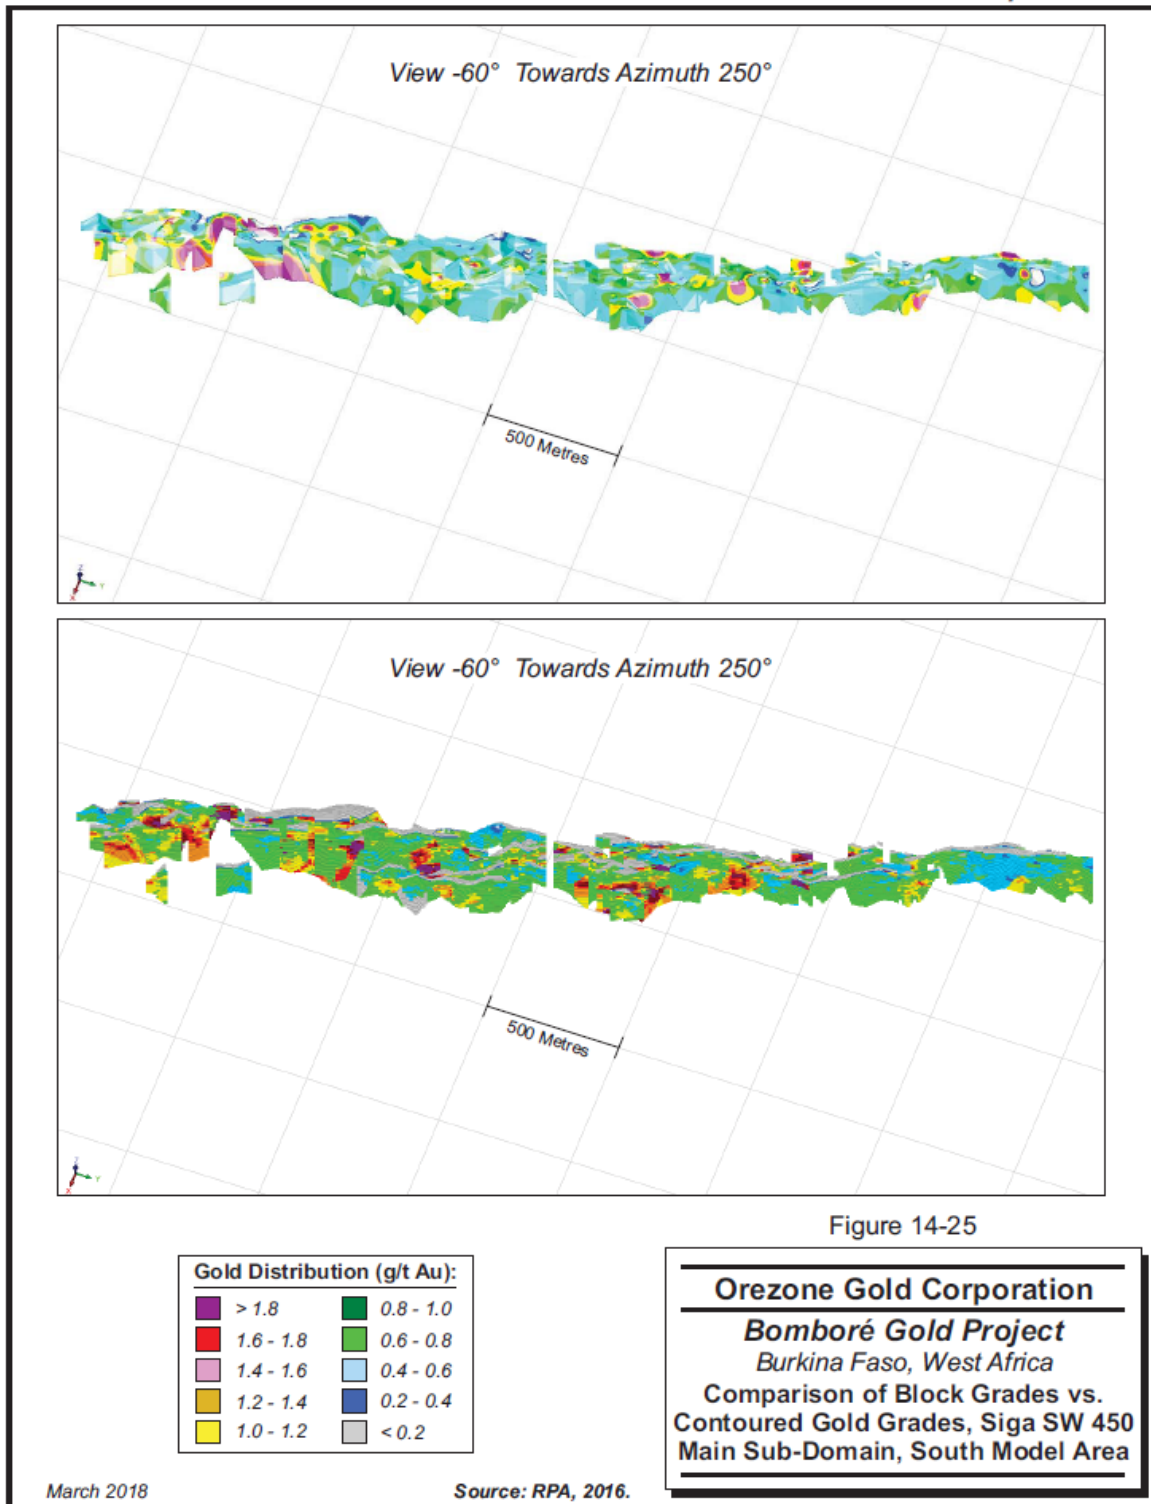 View -60° Towards Azimuth 250°
500 Metres
Z
Y
X
View -60° Towards Azimuth 250°
500 Metres
Z
Y
X
Figure 14-25
Gold Distribution (g/t Au):
> 1.8 0.8 - 1.0
1.6 - 1.8 0.6 - 0.8
1.4 - 1.6 0.4 - 0.6
1.2 - 1.4 0.2 - 0.4
1.0 - 1.2 < 0.2
Orezone Gold Corporation
Bomboré Gold Project
Burkina Faso, West Africa
Comparison of Block Grades vs.
Contoured Gold Grades, Siga SW 450
Main Sub-Domain, South Model Area
March 2018
Source: RPA, 2016.